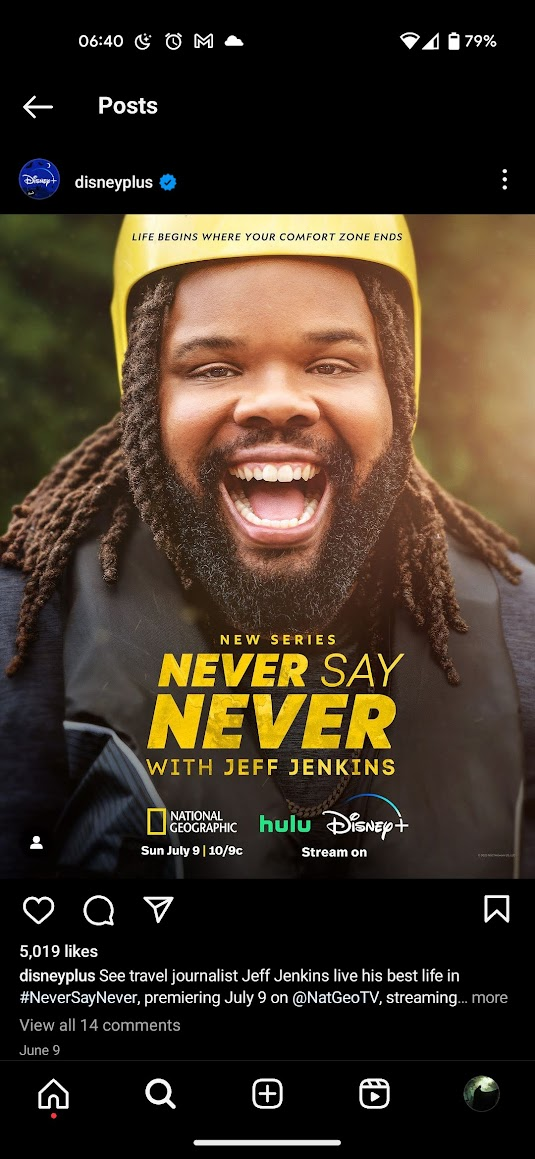 06:40
79%
Posts
disneyplus
Disney+
LIFE BEGINS WHERE YOUR COMFORT ZONE ENDS
NEW SERIES
NEVER SAY
NEVER
WITH JEFF JENKINS
NATIONAL
GEOGRAPHIC
hulu
Disney+
Sun July 9 | 10/9c
Stream on
5,019 likes
disneyplus See travel journalist Jeff Jenkins live his best life in
#NeverSayNever, premiering July 9 on @NatGeoTV, streaming... more
View all 14 comments
June 9